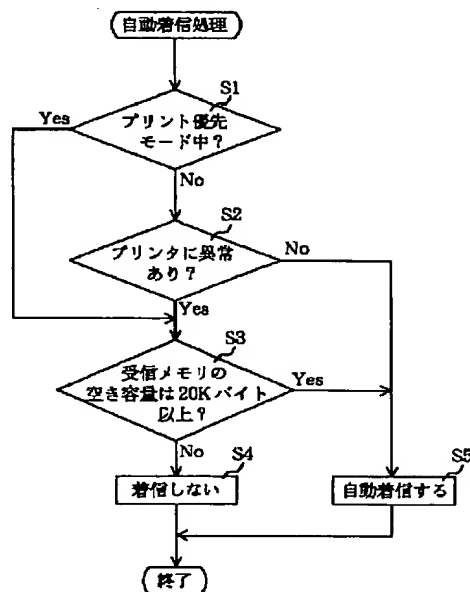 自動着信処理
S1
プリント優先
モード中?
Yes
No
S2
プリンタに異常
あり?
No
Yes
S3
受信メモリの
空き容量は20Kバイト
以上?
Yes
No
S4
着信しない
S5
自動着信する
終了